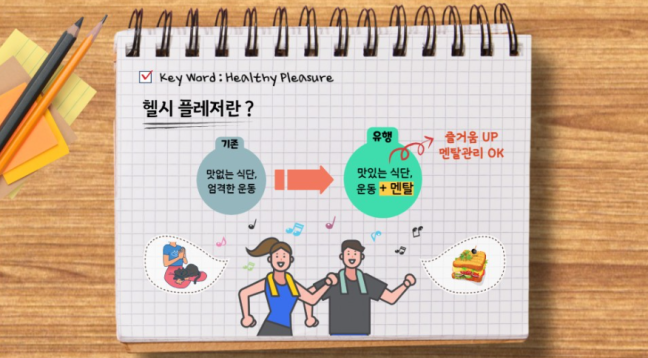 Key Word : Healthy Pleasure
헬시 플레저란 ?
기존
맛없는 식단,
엄격한 운동
유행
맛있는 식단,
운동 + 멘탈
즐거움 UP
멘탈관리 OK